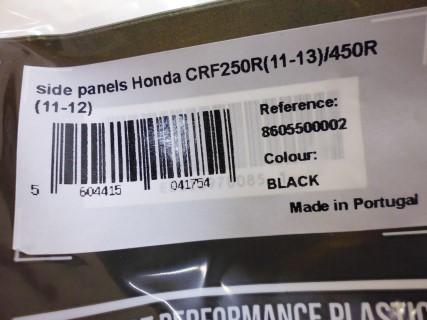 side panels Honda CRF250R(11-13)/450R
(11-12)
Reference:
8605500002
Colour:
BLACK
5 604415 041754
Made in Portugal
PERFORMANCE PLASTIC